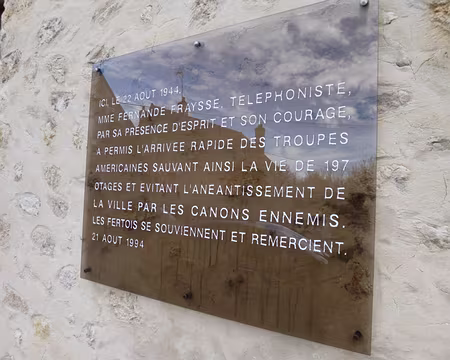 ICI, LE 22 AOUT 1944,
MME FERNANDE FRAYSSE, TELEPHONISTE,
PAR SA PRESENCE D'ESPRIT ET SON COURAGE,
A PERMIS L'ARRIVEE RAPIDE DES TROUPES
AMERICAINES SAUVANT AINSI LA VIE DE 197
OTAGES ET EVITANT L'ANEANTISSEMENT DE
LA VILLE PAR LES CANONS ENNEMIS.
LES FERTOIS SE SOUVIENNENT ET REMERCIENT.
21 AOUT 1994